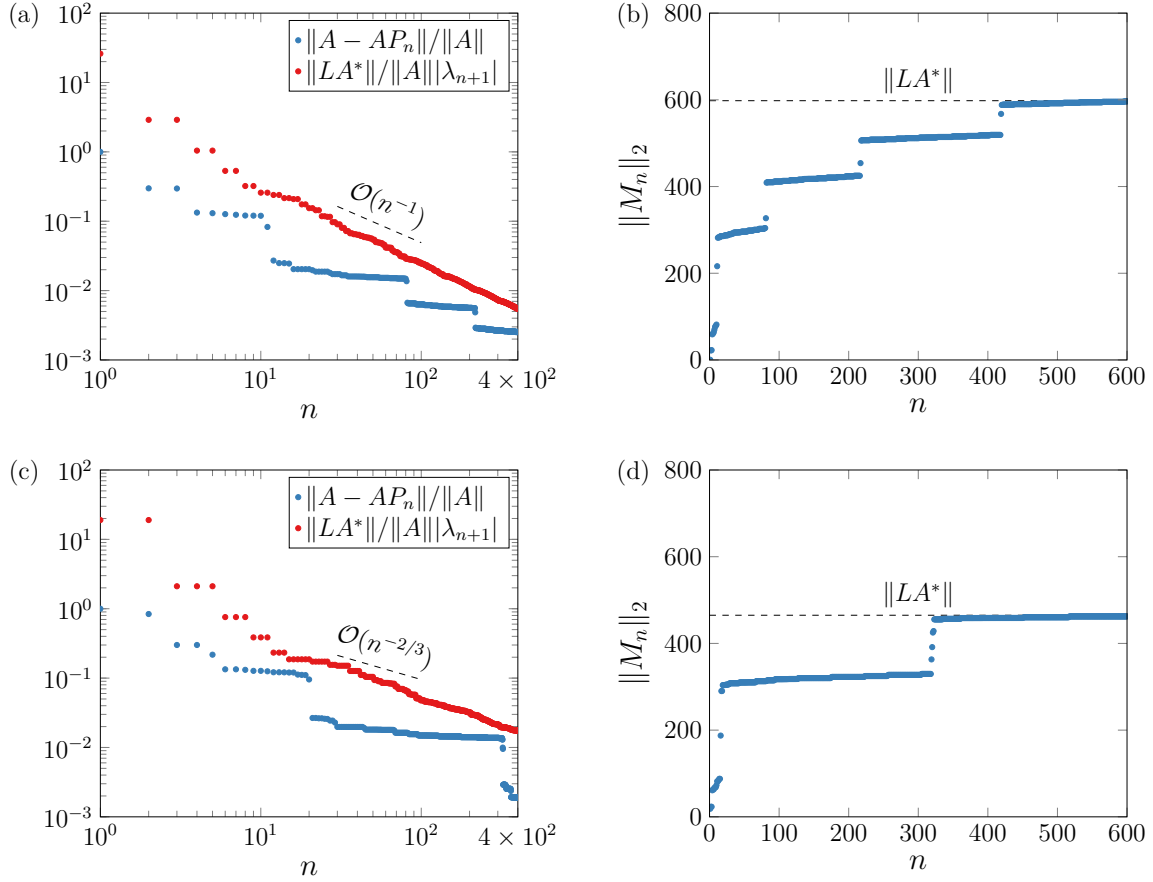 (a)
10^2
10^1
10^0
10^{-1}
10^{-2}
10^{-3}
‖A − AP_n‖/‖A‖
‖LA*‖/‖A‖|λ_{n+1}|
O(n^{-1})
10^0
10^1
10^2
4 × 10^2
n
(b)
800
600
400
200
0
‖M_n‖_2
‖LA*‖
0
100
200
300
400
500
600
n
(c)
10^2
10^1
10^0
10^{-1}
10^{-2}
10^{-3}
‖A − AP_n‖/‖A‖
‖LA*‖/‖A‖|λ_{n+1}|
O(n^{-2/3})
10^0
10^1
10^2
4 × 10^2
n
(d)
800
600
400
200
0
‖M_n‖_2
‖LA*‖
0
100
200
300
400
500
600
n